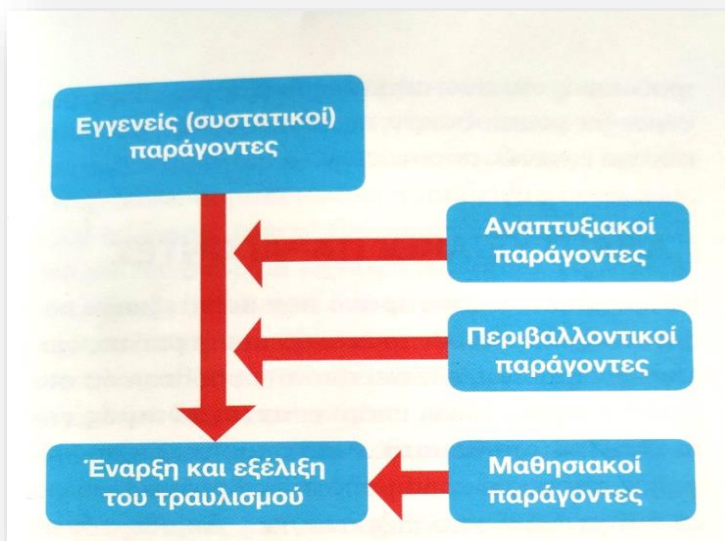 Εγγενείς (συστατικοί)
παράγοντες
Αναπτυξιακοί
παράγοντες
Περιβαλλοντικοί
παράγοντες
Έναρξη και εξέλιξη
του τραυλισμού
Μαθησιακοί
παράγοντες